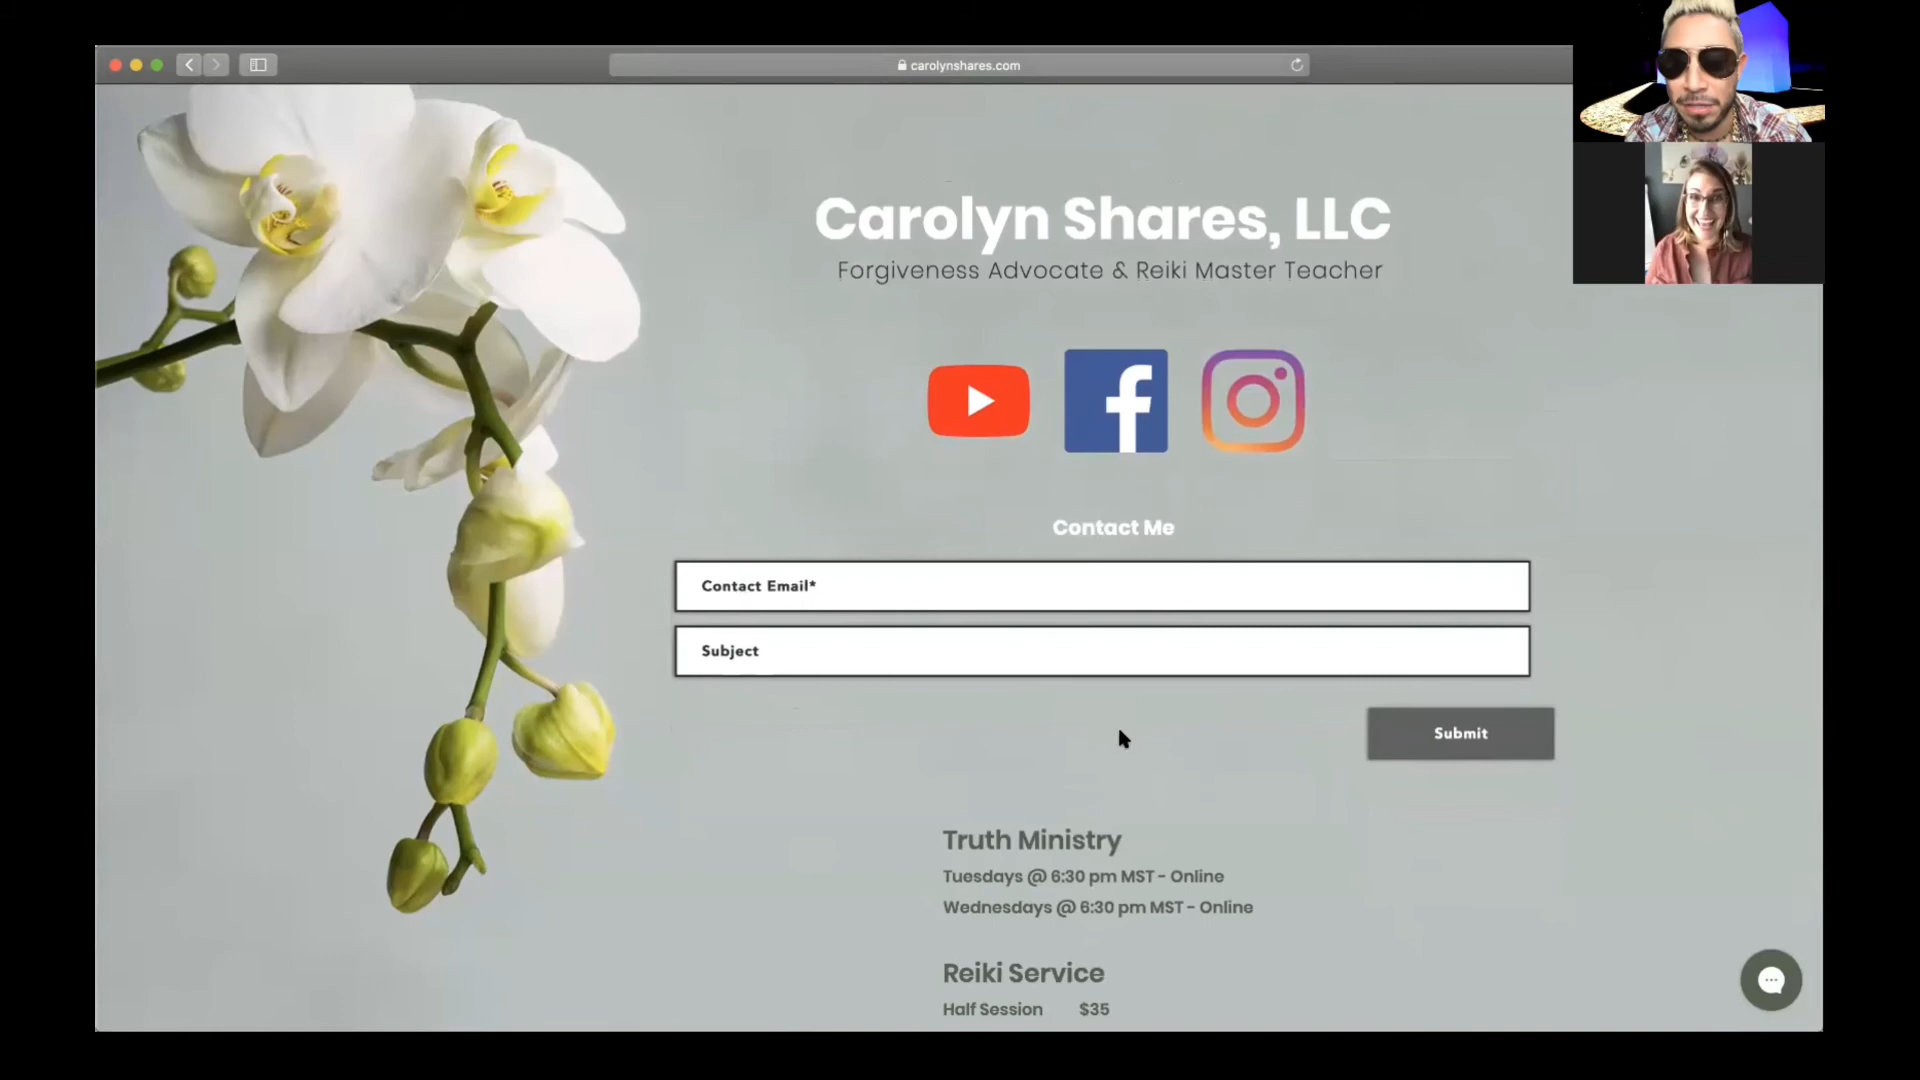 carolynshares.com
Carolyn Shares, LLC
Forgiveness Advocate & Reiki Master Teacher
Contact Me
Contact Email*
Subject
Submit
Truth Ministry
Tuesdays @ 6:30 pm MST - Online
Wednesdays @ 6:30 pm MST - Online
Reiki Service
Half Session $35